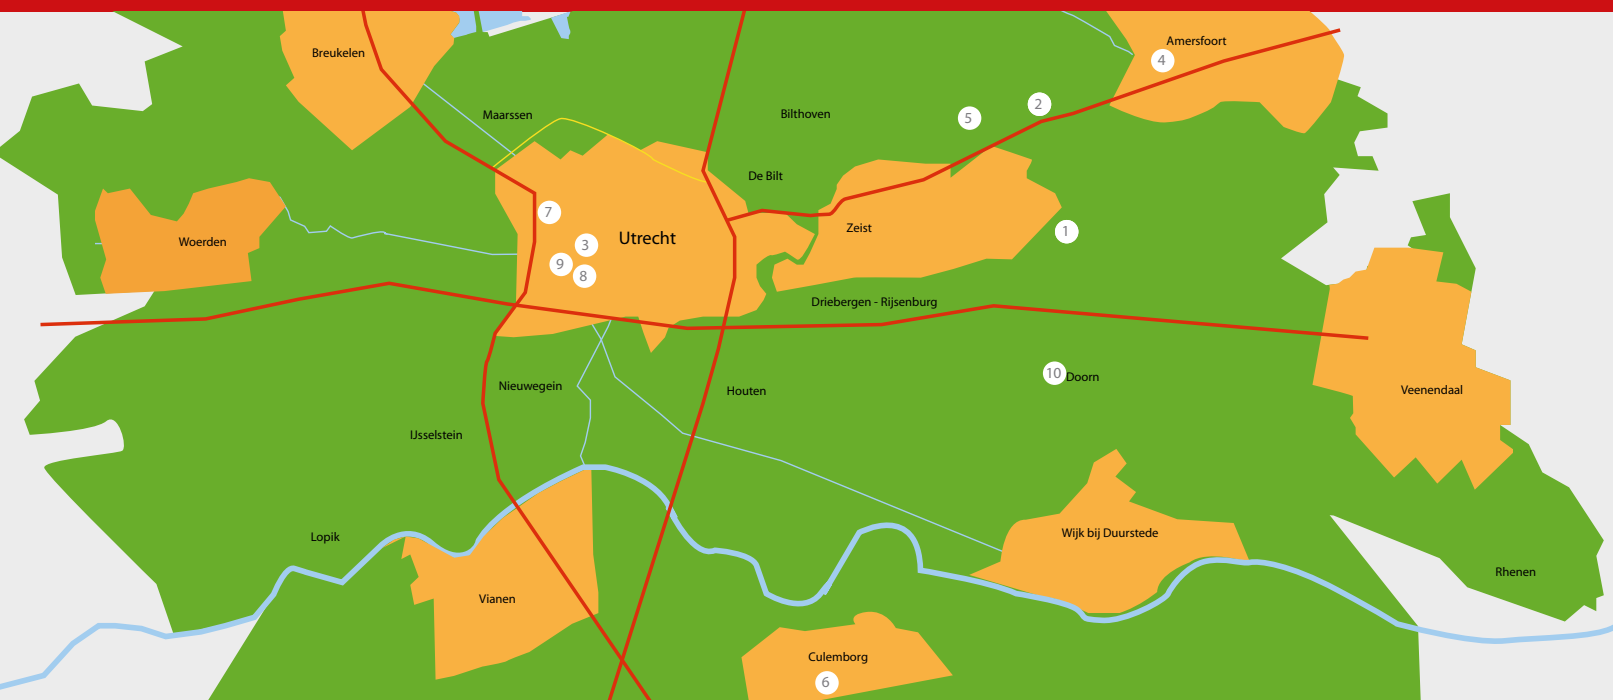 Amersfoort
Breukelen
4
2
Maarssen
Bilthoven
5
De Bilt
7
Zeist
1
Woerden
3
Utrecht
9
8
Driebergen - Rijsenburg
10
Doorn
Nieuwegein
Houten
Veenendaal
IJsselstein
Lopik
Wijk bij Duurstede
Rhenen
Vianen
Culemborg
6